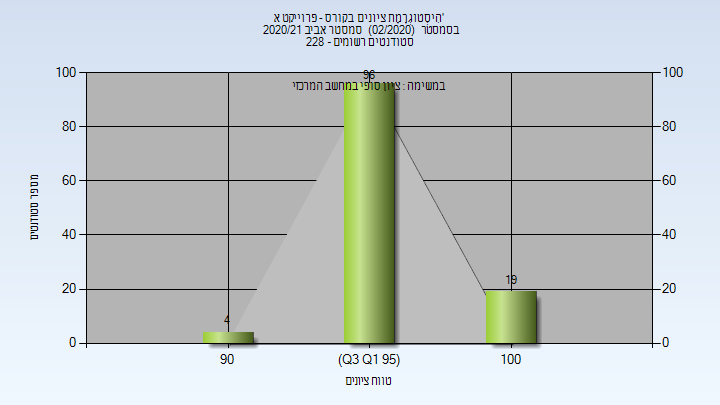 היסטוגרמת ציונים בקורס - פרוייקט א'
בסמסטר (02/2020) סמסטר אביב 2020/21
סטודנטים רשומים - 228
במשימה : ציון סופי במחשב המרכזי
100
80
60
40
20
0
100
80
60
40
20
0
מספר סטודנטים
4
96
19
90
(Q3 Q1 95)
100
טווח ציונים